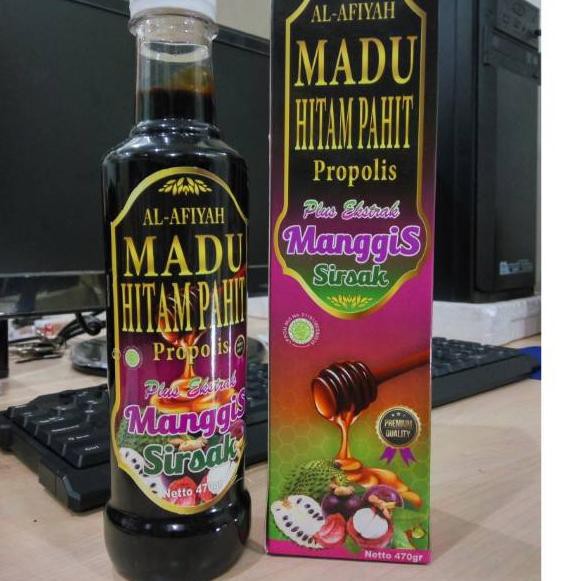 AL-AFIYAH
MADU
HITAM PAHIT
Propolis
Plus Ekstrak
Manggis
Sirsak
Netto 470gr
AL-AFIYAH
MADU
HITAM PAHIT
Propolis
Plus Ekstrak
ManggiS
Sirsak
PREMIUM
QUALITY
Netto 470gr